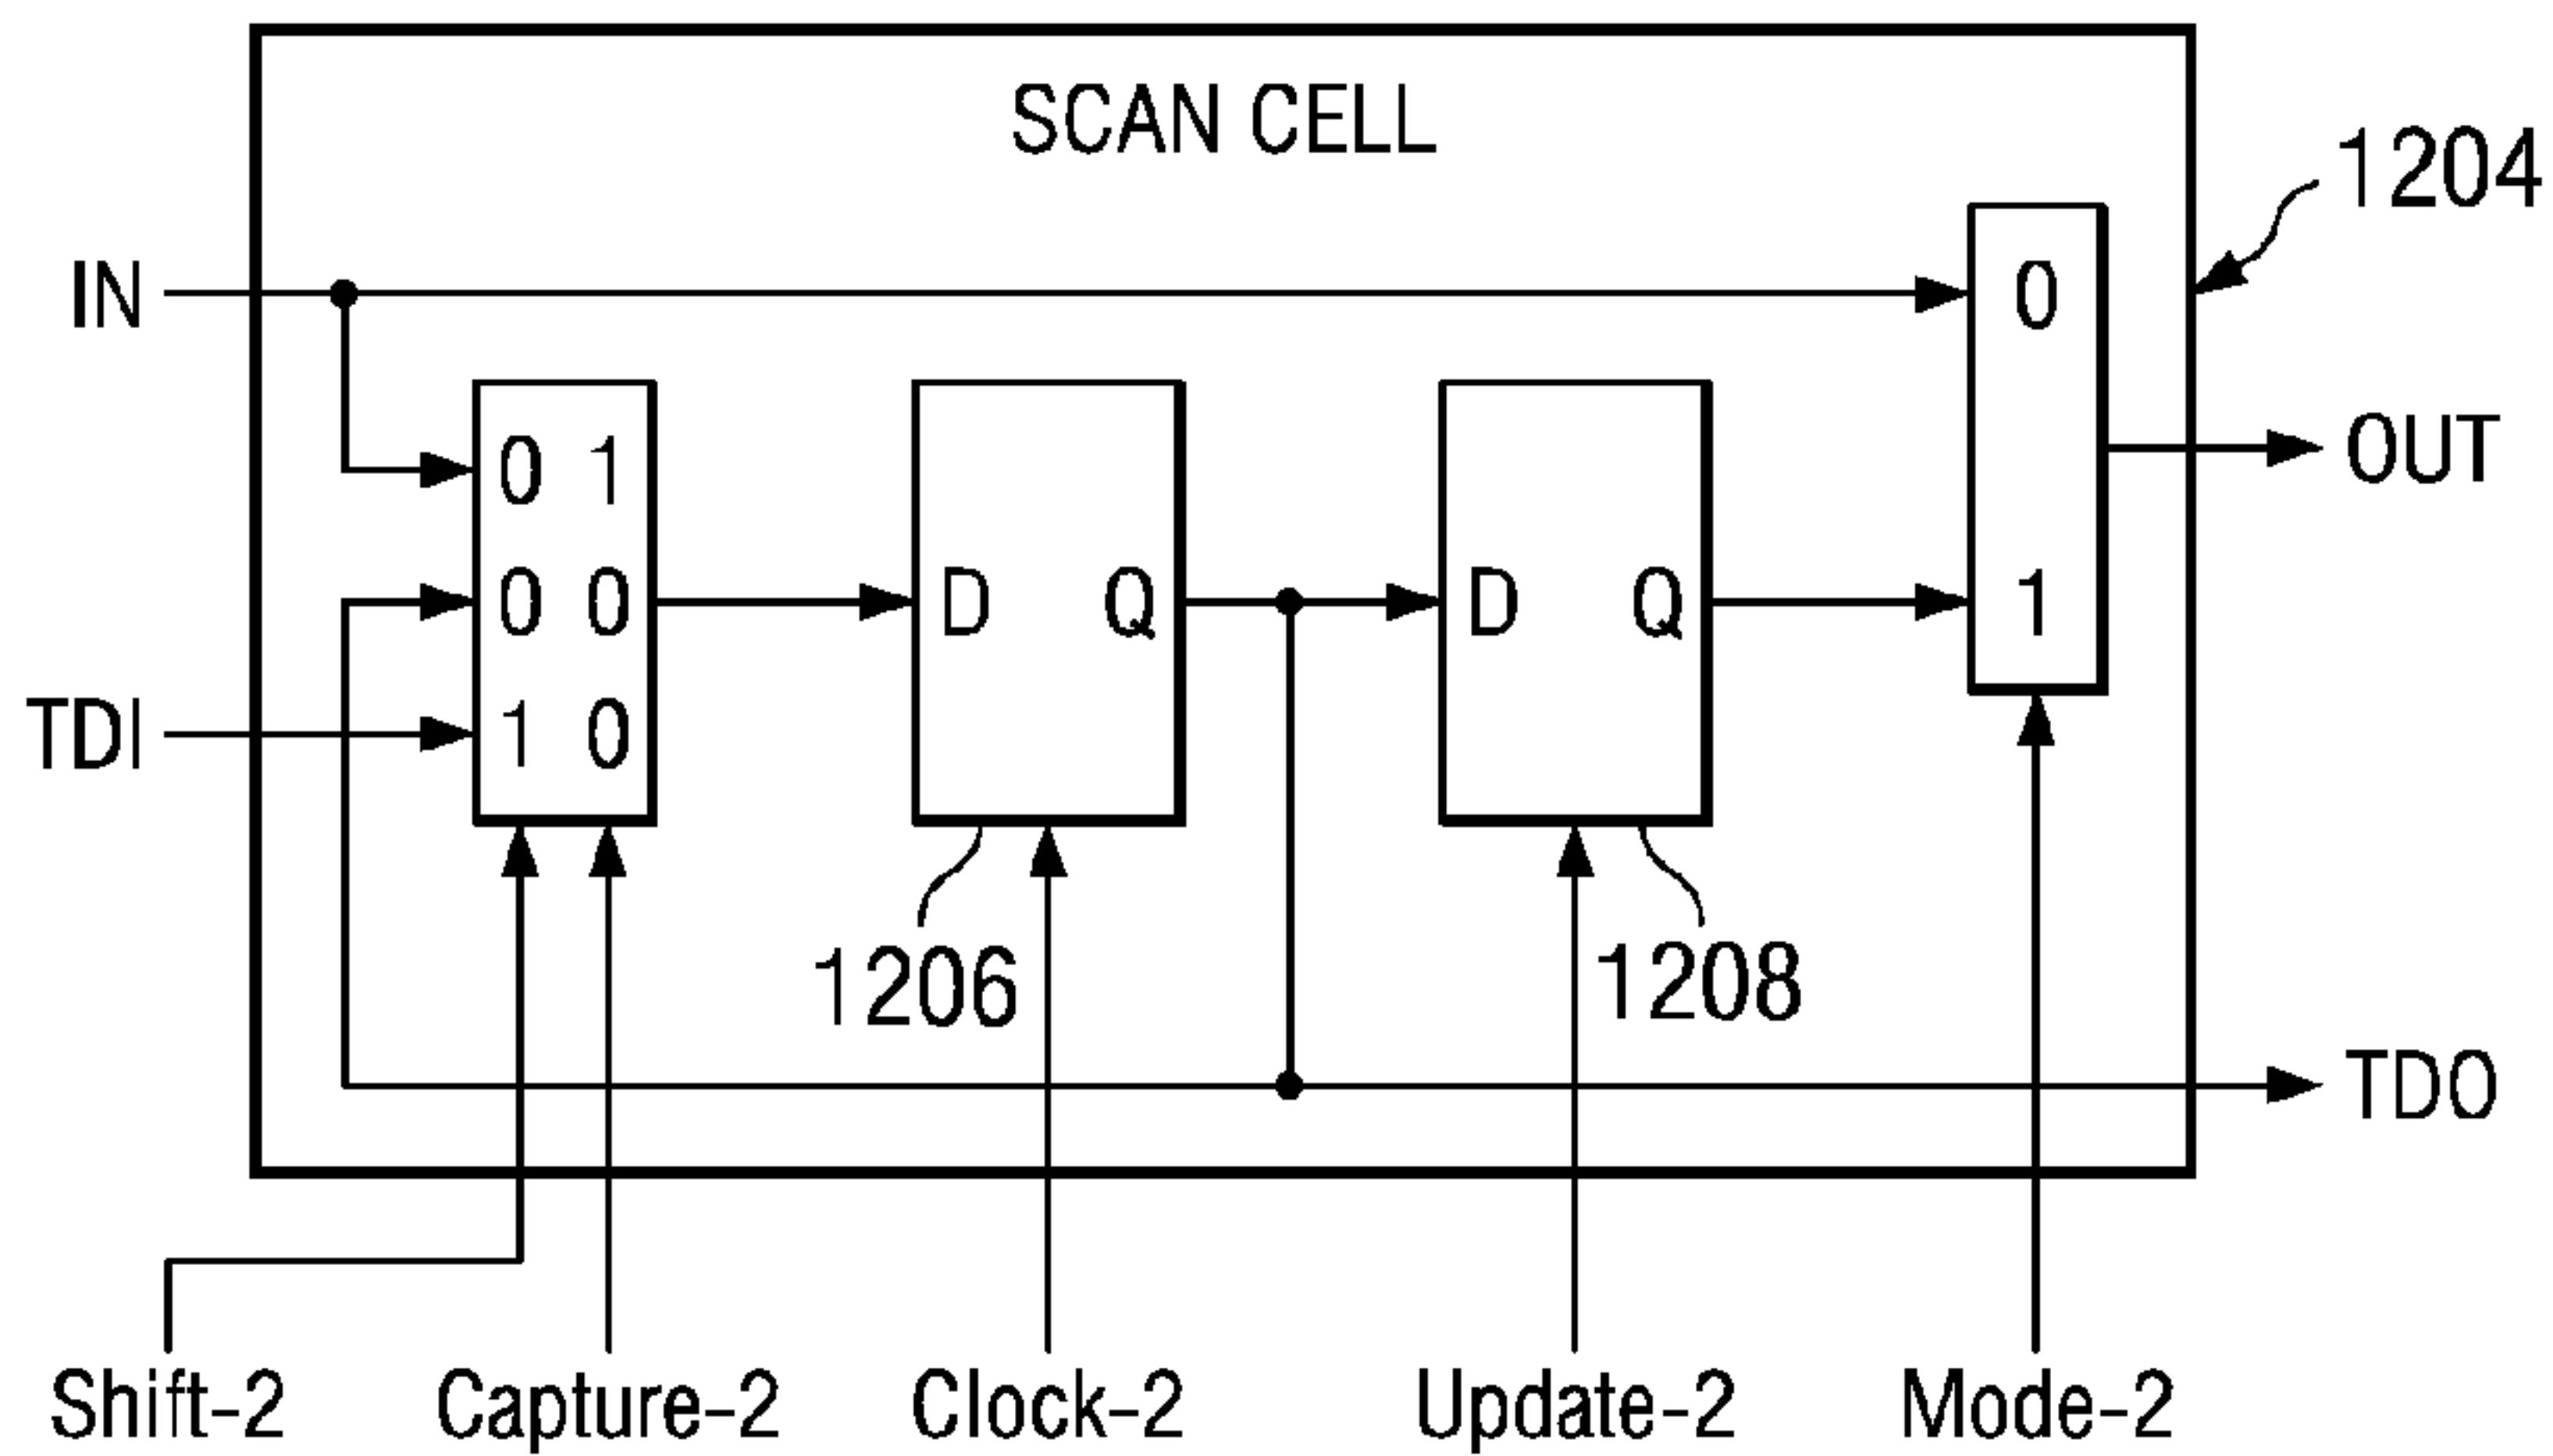 SCAN CELL
1204
IN
0
0 1
OUT
0 0
D Q
D Q
1
TDI
1 0
1206
1208
TDO
Shift-2
Capture-2
Clock-2
Update-2
Mode-2